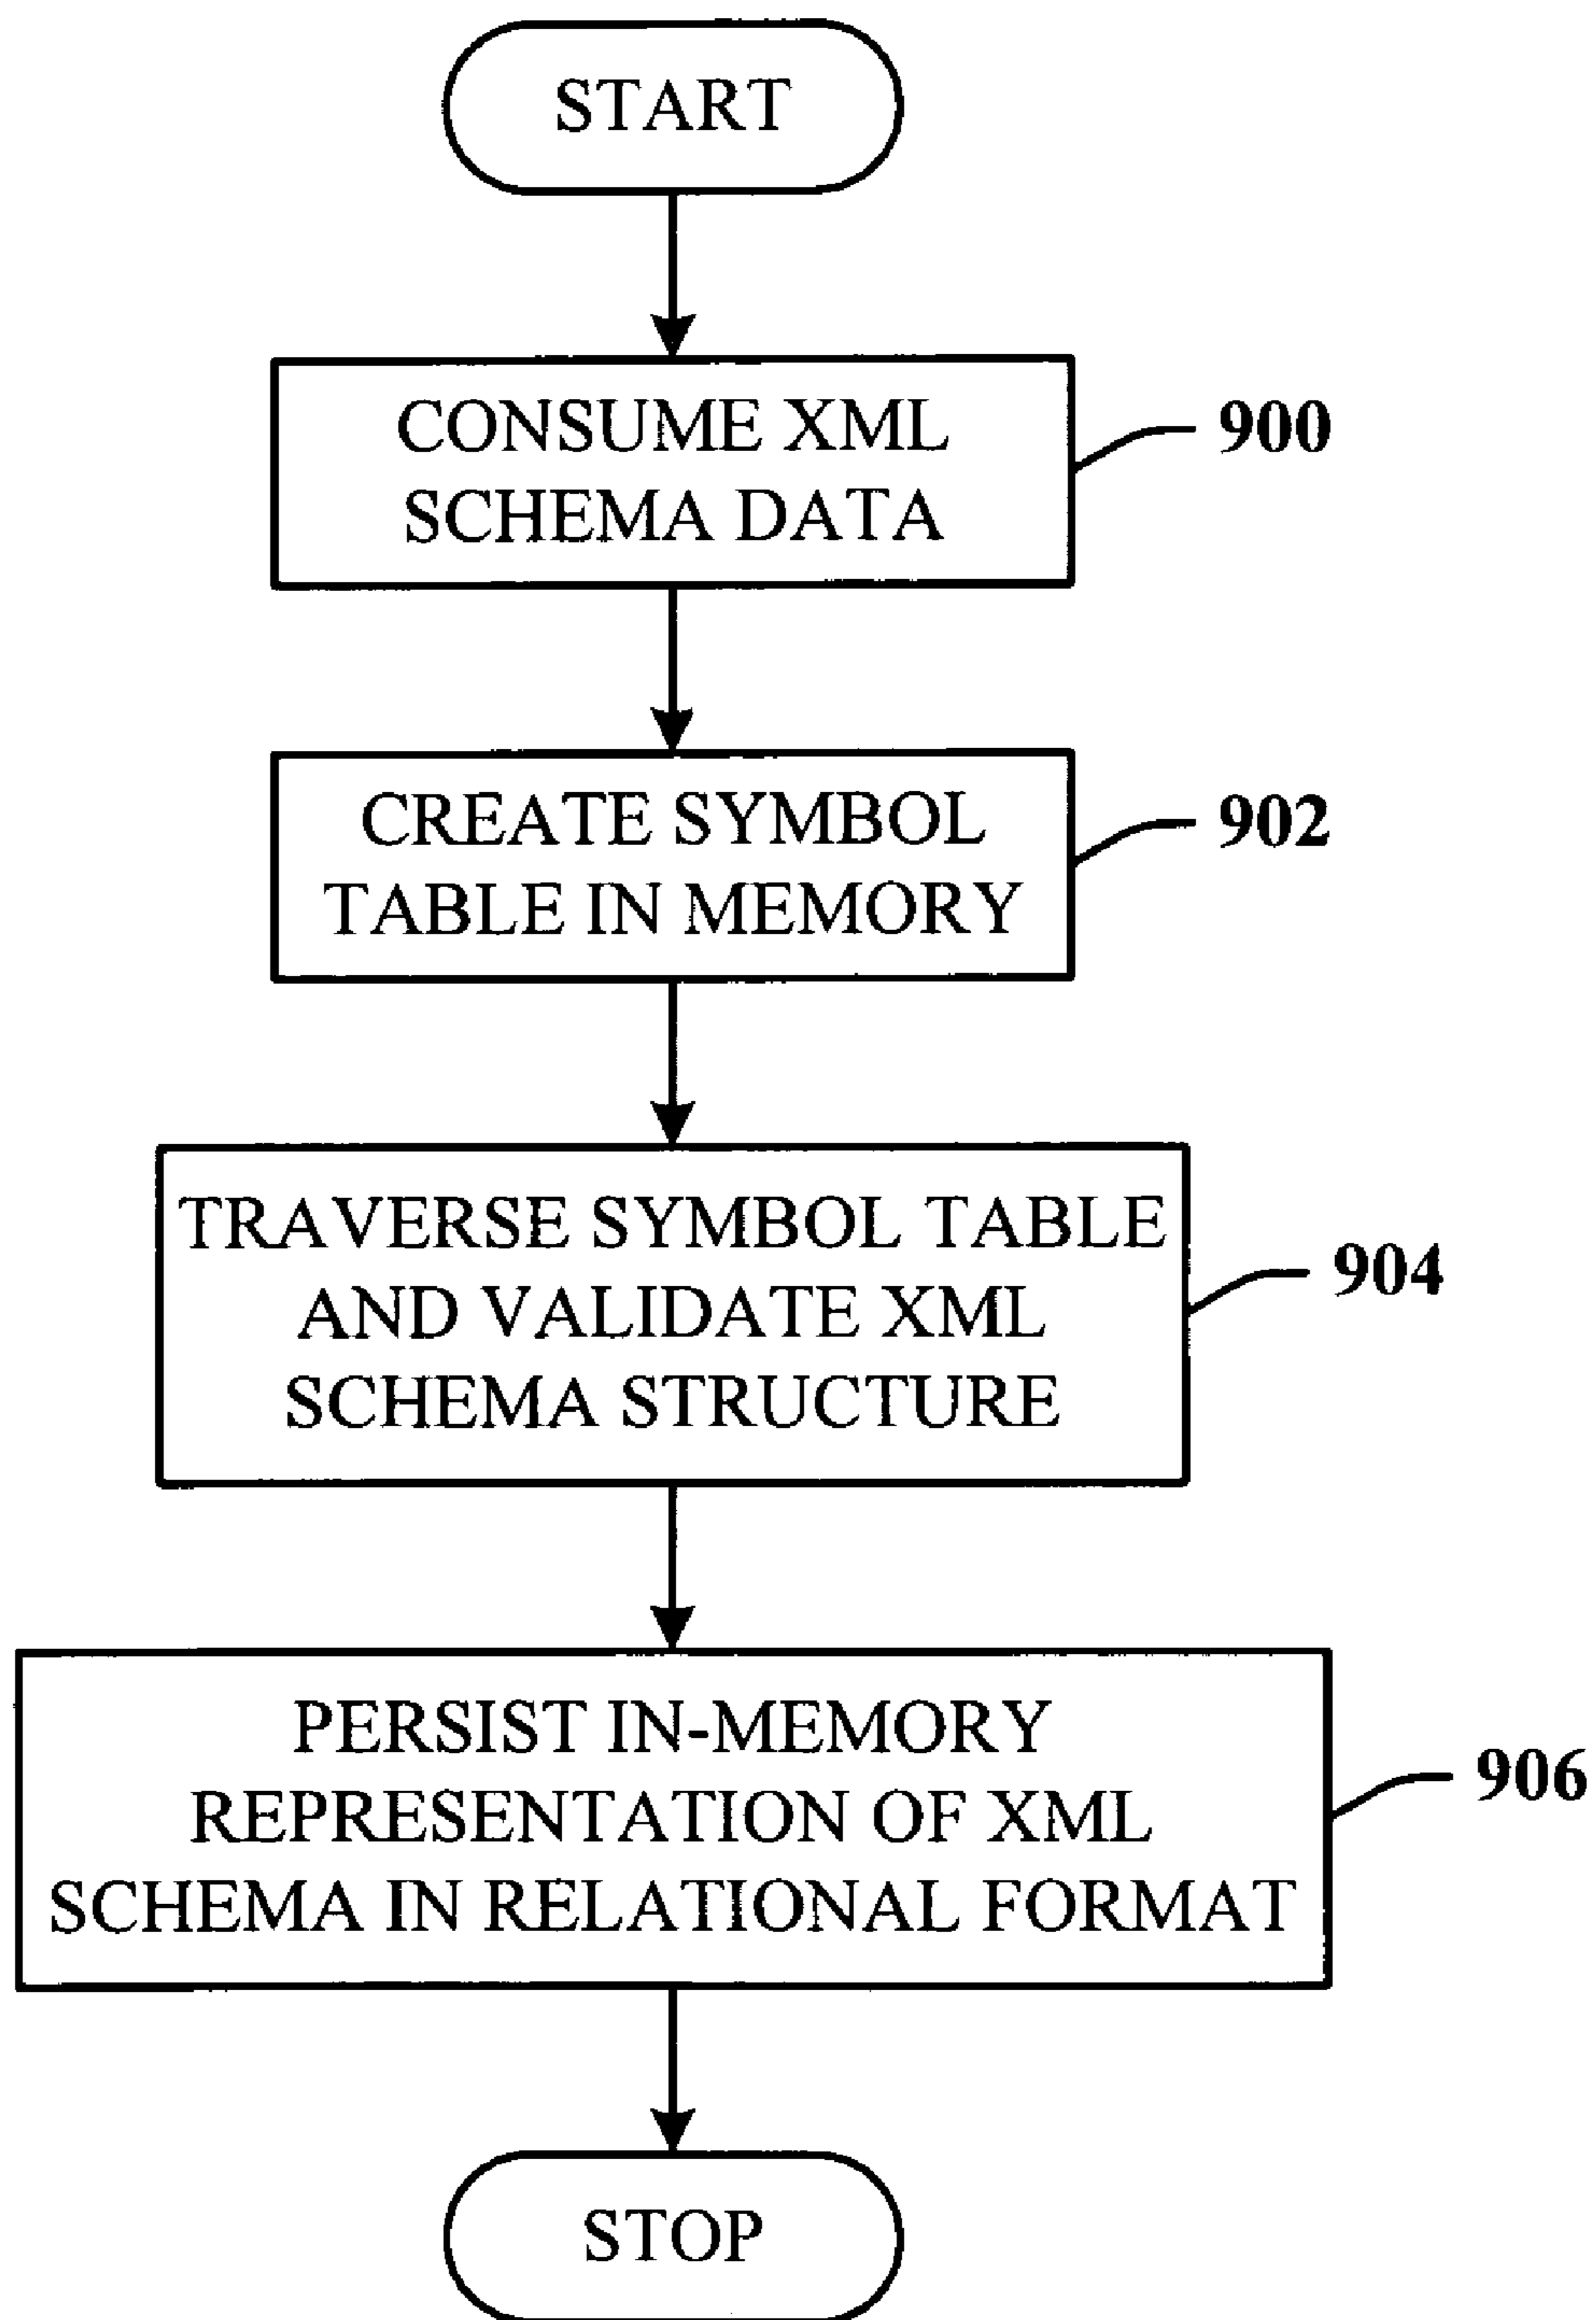 START
CONSUME XML
SCHEMA DATA
900
CREATE SYMBOL
TABLE IN MEMORY
902
TRAVERSE SYMBOL TABLE
AND VALIDATE XML
SCHEMA STRUCTURE
904
PERSIST IN-MEMORY
REPRESENTATION OF XML
SCHEMA IN RELATIONAL FORMAT
906
STOP